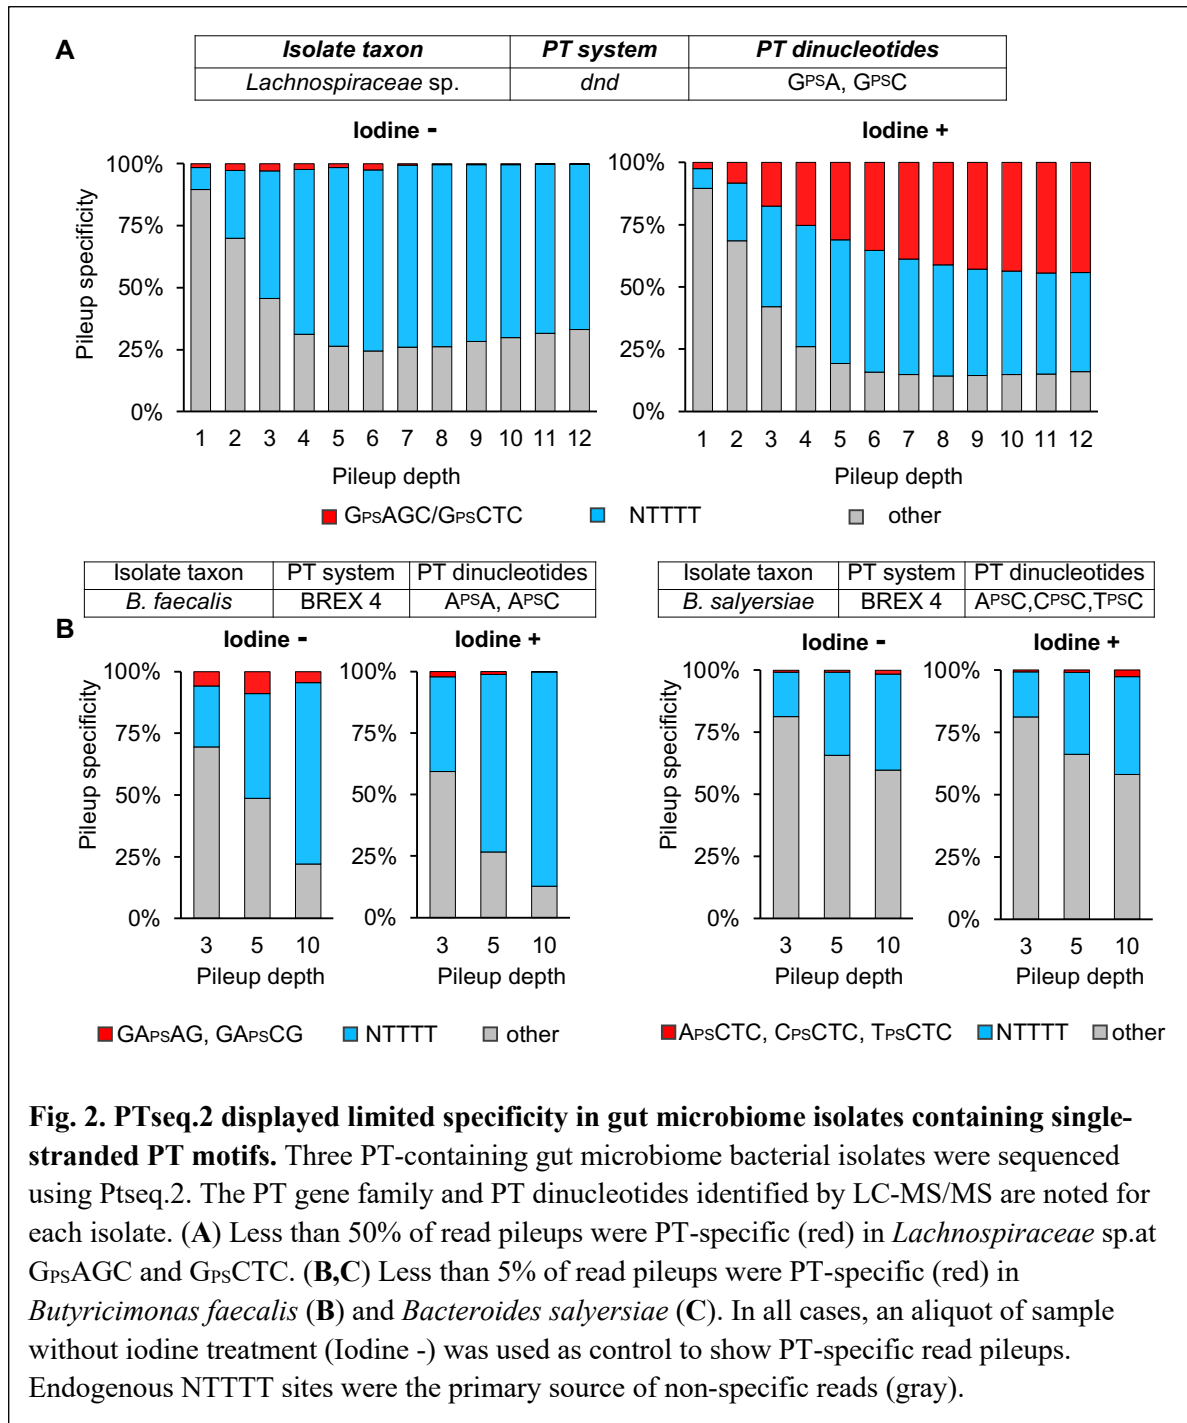 A
Isolate taxon PT system PT dinucleotides
Lachnospiraceae sp. dnd GPSA, GPSC
Iodine - Iodine +
100% 100%
75% 75%
50% 50%
25% 25%
0% 0%
Pileup specificity
1 2 3 4 5 6 7 8 9 10 11 12 1 2 3 4 5 6 7 8 9 10 11 12
Pileup depth Pileup depth
GPSAGC/GPSCTC NTTTT other
Isolate taxon PT system PT dinucleotides Isolate taxon PT system PT dinucleotides
B. faecalis BREX 4 APSA, APSC B. salyersiae BREX 4 APSC,CPSC,TPSC
B
Iodine - Iodine + Iodine - Iodine +
100% 100% 100% 100%
75% 75% 75% 75%
50% 50% 50% 50%
25% 25% 25% 25%
0% 0% 0% 0%
Pileup specificity Pileup specificity
3 5 10 3 5 10 3 5 10 3 5 10
Pileup depth Pileup depth Pileup depth Pileup depth
GAPSAG, GAPSCG NTTTT other APSCTC, CPSCTC, TPSCTC NTTTT other
Fig. 2. PTseq.2 displayed limited specificity in gut microbiome isolates containing single-
stranded PT motifs. Three PT-containing gut microbiome bacterial isolates were sequenced
using Ptseq.2. The PT gene family and PT dinucleotides identified by LC-MS/MS are noted for
each isolate. (A) Less than 50% of read pileups were PT-specific (red) in Lachnospiraceae sp.at
GPSAGC and GPSCTC. (B,C) Less than 5% of read pileups were PT-specific (red) in
Butyricimonas faecalis (B) and Bacteroides salyersiae (C). In all cases, an aliquot of sample
without iodine treatment (Iodine -) was used as control to show PT-specific read pileups.
Endogenous NTTTT sites were the primary source of non-specific reads (gray).